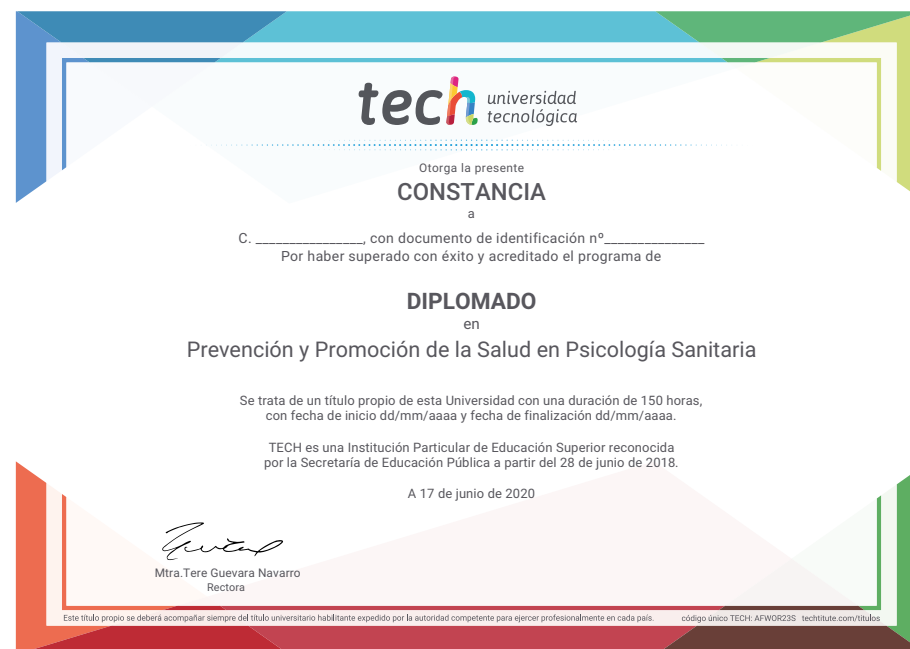 tech universidad
tecnológica
Otorga la presente
CONSTANCIA
a
C. ________________, con documento de identificación nº_______________
Por haber superado con éxito y acreditado el programa de
DIPLOMADO
en
Prevención y Promoción de la Salud en Psicología Sanitaria
Se trata de un título propio de esta Universidad con una duración de 150 horas,
con fecha de inicio dd/mm/aaaa y fecha de finalización dd/mm/aaaa.
TECH es una Institución Particular de Educación Superior reconocida
por la Secretaría de Educación Pública a partir del 28 de junio de 2018.
A 17 de junio de 2020
Mtra.Tere Guevara Navarro
Rectora
Este título propio se deberá acompañar siempre del título universitario habilitante expedido por la autoridad competente para ejercer profesionalmente en cada país. código único TECH: AFWOR23S techtitute.com/titulos